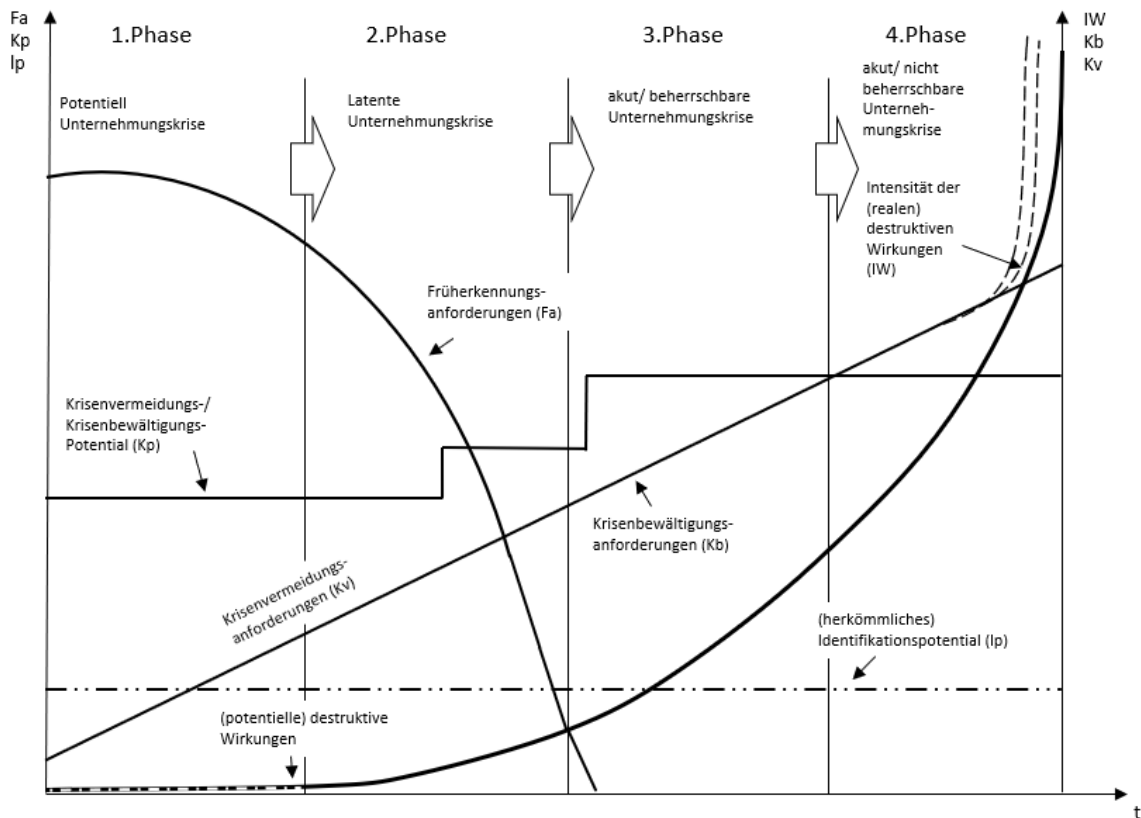 Fa
Kp
Ip
1.Phase
2.Phase
3.Phase
4.Phase
IW
Kb
Kv
Potentiell
Unternehmungskrise
Latente
Unternehmungskrise
akut/ beherrschbare
Unternehmungskrise
akut/ nicht
beherrschbare
Unterneh-
mungskrise
Intensität der
(realen)
destruktiven
Wirkungen
(IW)
Früherkennungs-
anforderungen (Fa)
Krisenvermeidungs-/
Krisenbewältigungs-
Potential (Kp)
Krisenbewältigungs-
anforderungen (Kb)
Krisenvermeidungs-
anforderungen (Kv)
(herkömmliches)
Identifikationspotential (Ip)
(potentielle) destruktive
Wirkungen
t